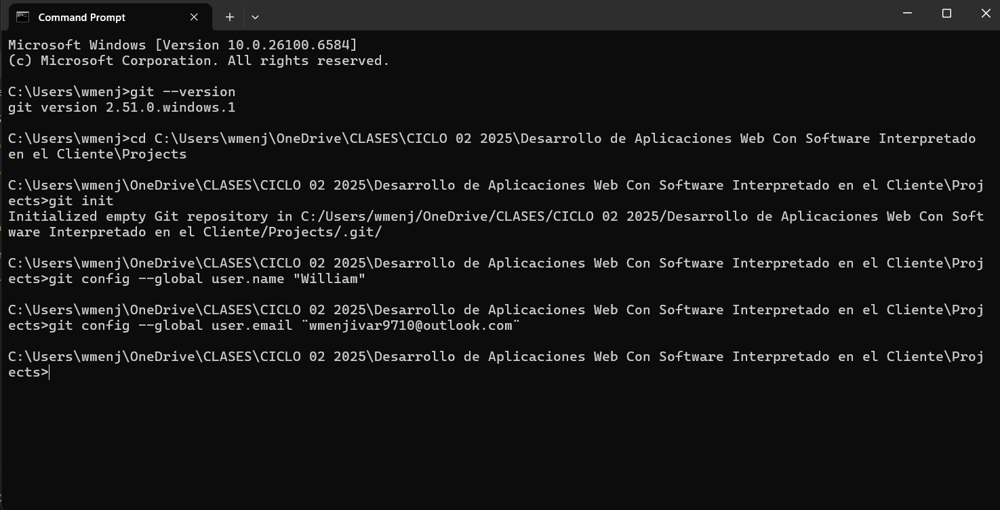 Command Prompt
Microsoft Windows [Version 10.0.26100.6584]
(c) Microsoft Corporation. All rights reserved.
C:\Users\wmenj>git --version
git version 2.51.0.windows.1
C:\Users\wmenj>cd C:\Users\wmenj\OneDrive\CLASES\CICLO 02 2025\Desarrollo de Aplicaciones Web Con Software Interpretado
en el Cliente\Projects
C:\Users\wmenj\OneDrive\CLASES\CICLO 02 2025\Desarrollo de Aplicaciones Web Con Software Interpretado en el Cliente\Proj
ects>git init
Initialized empty Git repository in C:/Users/wmenj/OneDrive/CLASES/CICLO 02 2025/Desarrollo de Aplicaciones Web Con Soft
ware Interpretado en el Cliente/Projects/.git/
C:\Users\wmenj\OneDrive\CLASES\CICLO 02 2025\Desarrollo de Aplicaciones Web Con Software Interpretado en el Cliente\Proj
ects>git config --global user.name "William"
C:\Users\wmenj\OneDrive\CLASES\CICLO 02 2025\Desarrollo de Aplicaciones Web Con Software Interpretado en el Cliente\Proj
ects>git config --global user.email ¨wmenjivar9710@outlook.com¨
C:\Users\wmenj\OneDrive\CLASES\CICLO 02 2025\Desarrollo de Aplicaciones Web Con Software Interpretado en el Cliente\Proj
ects>